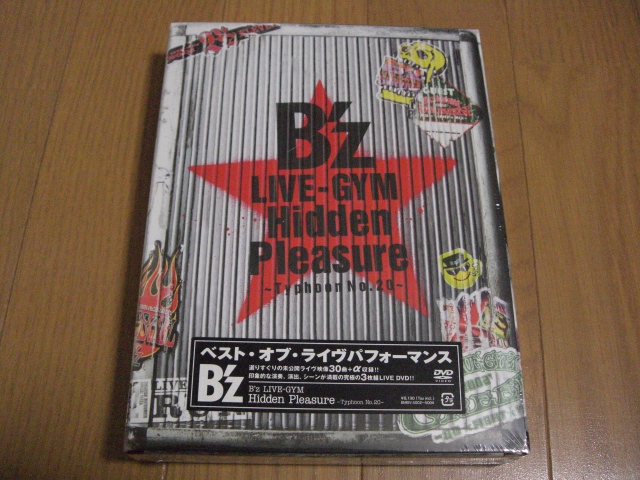 B'z
LIVE-GYM
Hidden
Pleasure
~Typhoon No.20~
GUEST
ベスト・オブ・ライヴパフォーマンス
B'z
選りすぐりの未公開ライヴ映像30曲+α収録!!
印象的な演奏、演出、シーンが満載の究極の3枚組LIVE DVD!!
B'z LIVE-GYM
Hidden Pleasure ~Typhoon No.20~
DVD
VIDEO
LIVE